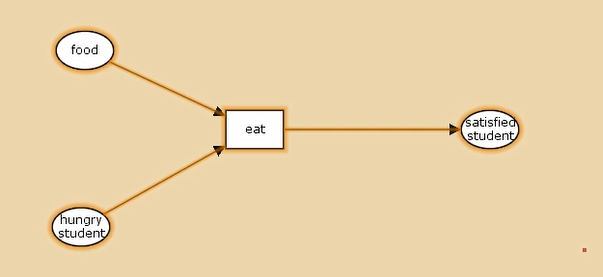 food
eat
satisfied
student
hungry
student